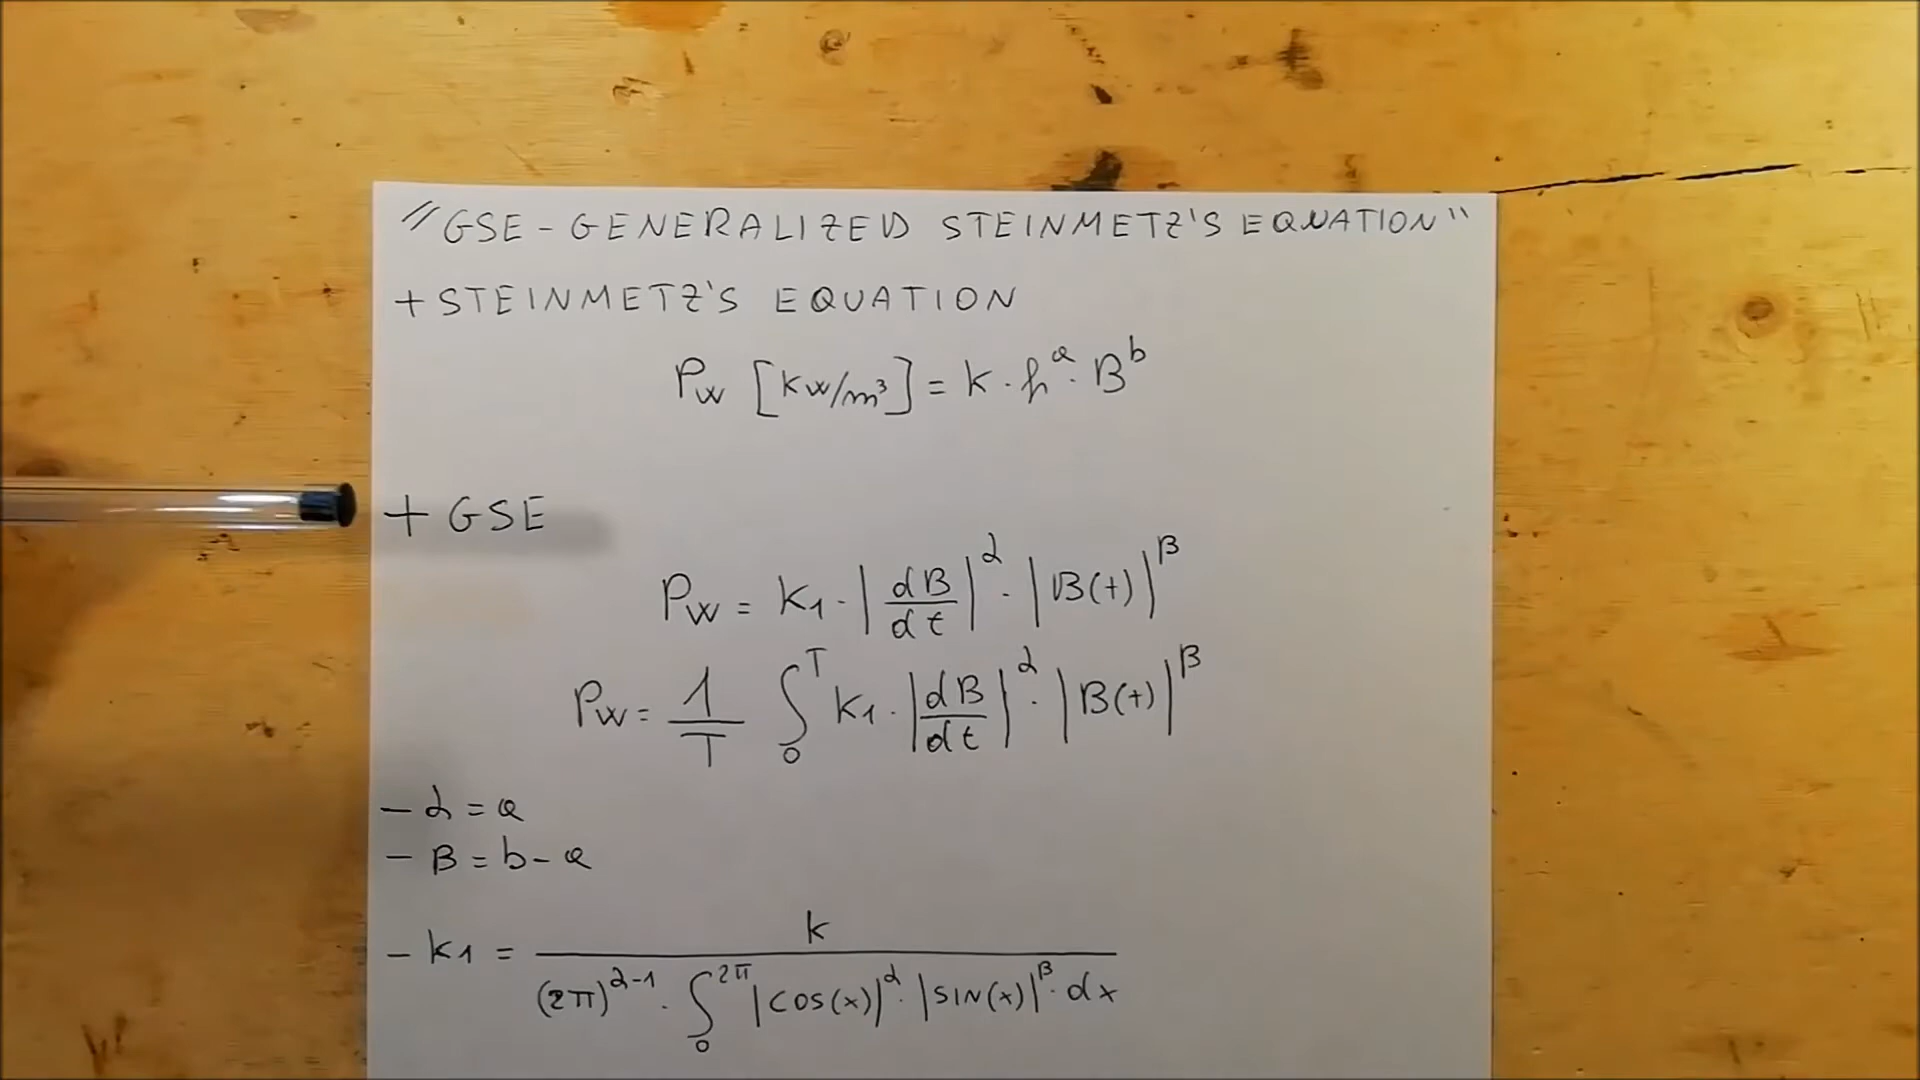 "GSE - GENERALIZED STEINMETZ'S EQUATION"
+ STEINMETZ'S EQUATION
Pw [kW/m³] = k · f^a · B^b
+ GSE
Pw = k1 · |dB/dt|^α · |B(t)|^β
Pw = 1/T ∫₀^T k1 · |dB/dt|^α · |B(t)|^β
- α = a
- β = b - a
- k1 = k / ((2π)^(α-1) · ∫₀^2π |COS(x)|^α · |SIN(x)|^β · dx)